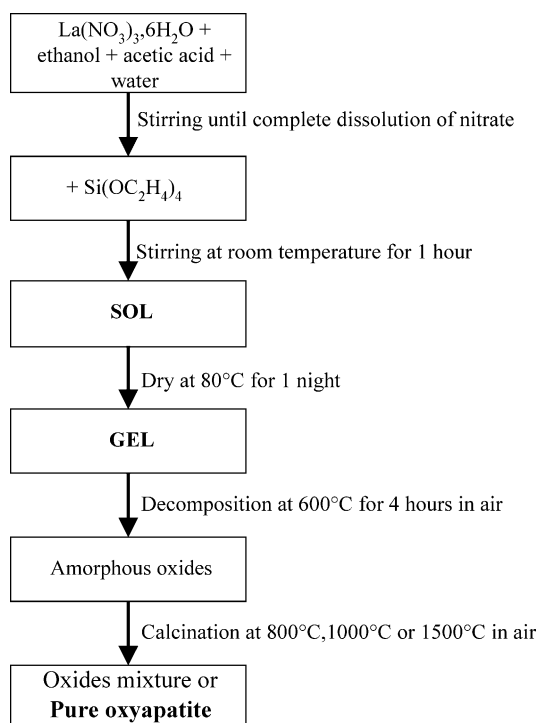 La(NO₃)₃,6H₂O +
ethanol + acetic acid +
water
Stirring until complete dissolution of nitrate
+ Si(OC₂H₄)₄
Stirring at room temperature for 1 hour
SOL
Dry at 80°C for 1 night
GEL
Decomposition at 600°C for 4 hours in air
Amorphous oxides
Calcination at 800°C,1000°C or 1500°C in air
Oxides mixture or
Pure oxyapatite